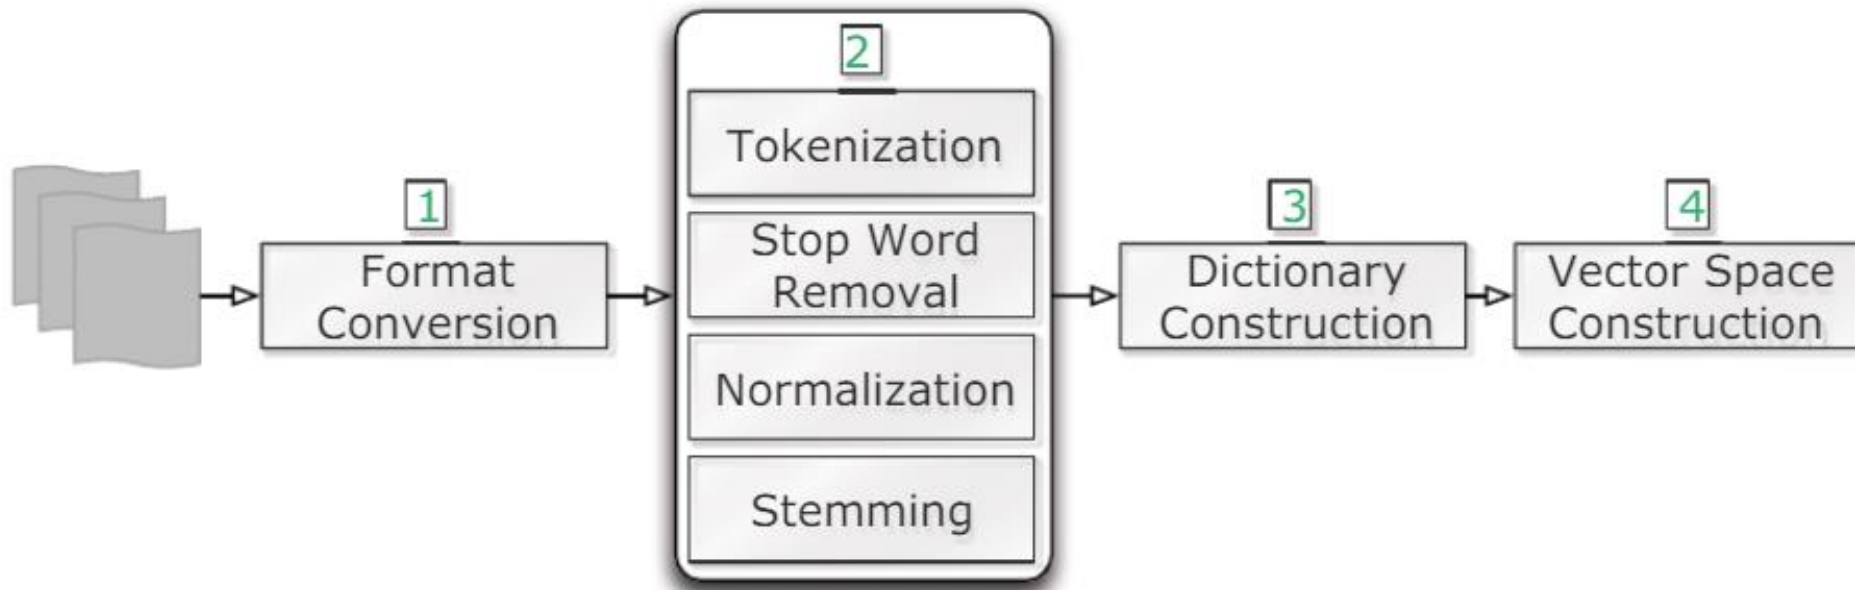 1
Format
Conversion
2
Tokenization
Stop Word
Removal
Normalization
Stemming
3
Dictionary
Construction
4
Vector Space
Construction